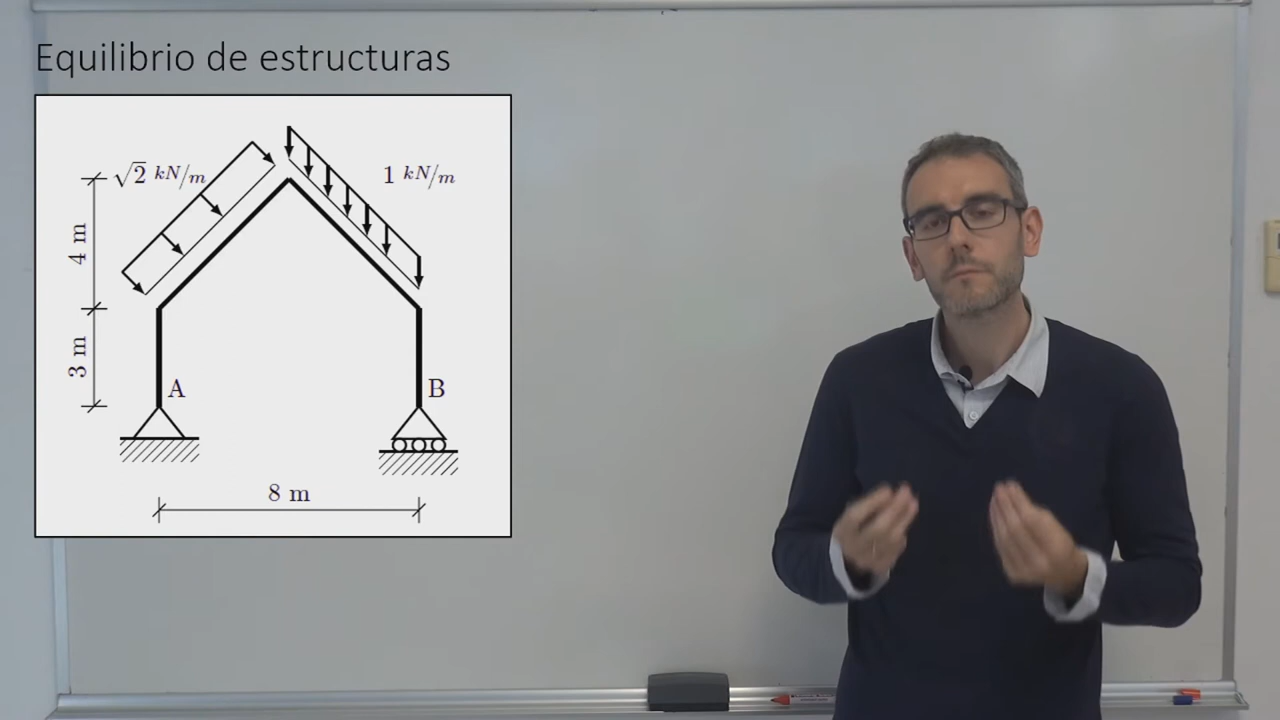 Equilibrio de estructuras
√2 kN/m
1 kN/m
4 m
3 m
A
B
8 m